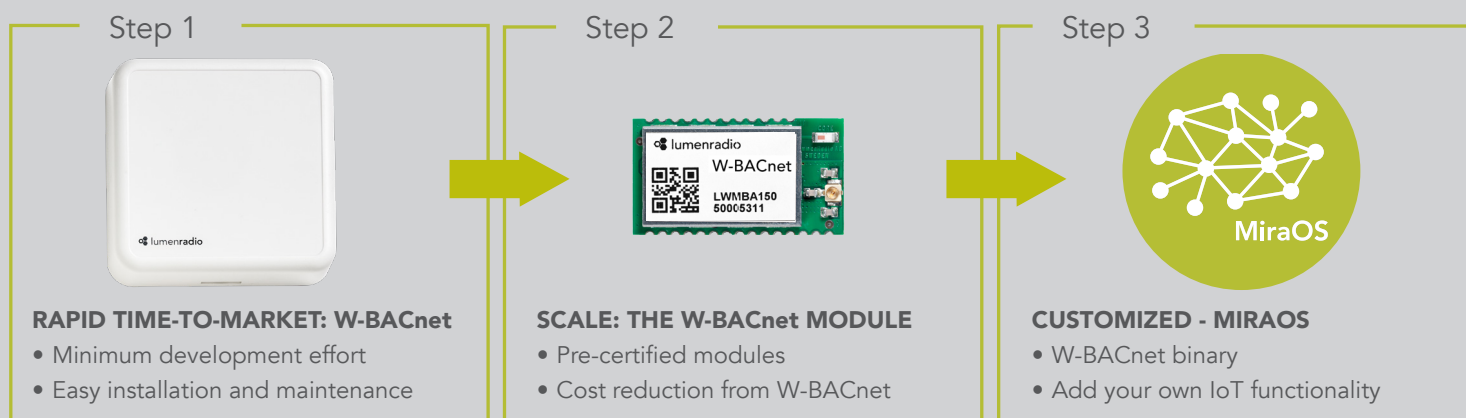 Step 1
lumenradio
RAPID TIME-TO-MARKET: W-BACnet
• Minimum development effort
• Easy installation and maintenance
Step 2
lumenradio
W-BACnet
LWMBA150
50005311
SCALE: THE W-BACnet MODULE
• Pre-certified modules
• Cost reduction from W-BACnet
Step 3
MiraOS
CUSTOMIZED - MIRAOS
• W-BACnet binary
• Add your own IoT functionality